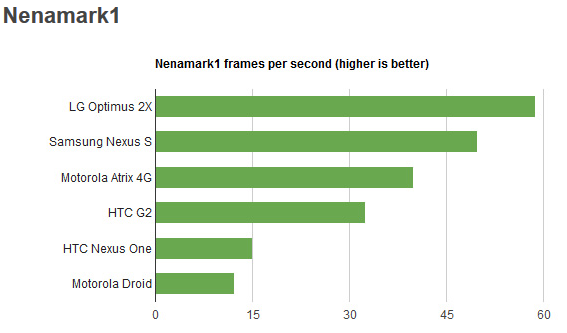 Nenamark1
Nenamark1 frames per second (higher is better)
LG Optimus 2X
Samsung Nexus S
Motorola Atrix 4G
HTC G2
HTC Nexus One
Motorola Droid
0 15 30 45 60